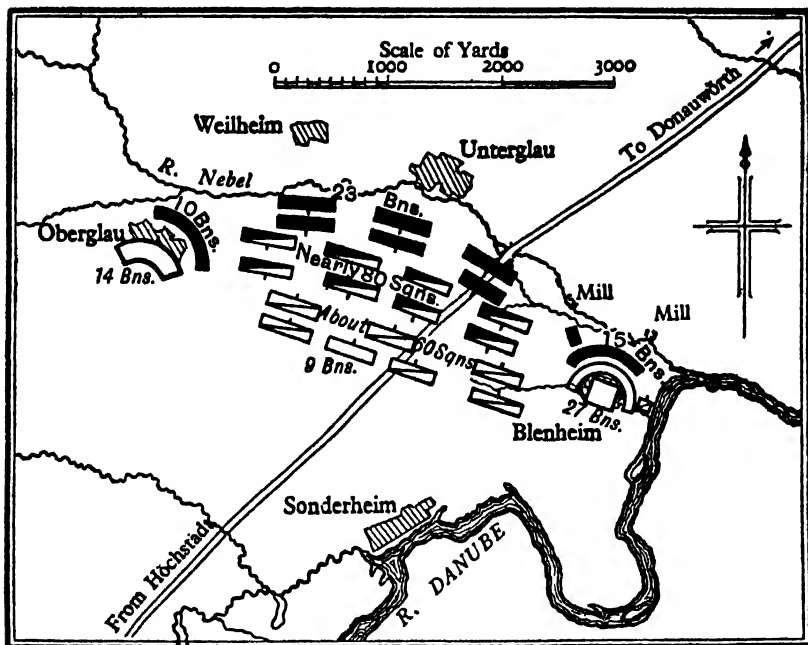 Scale of Yards
0 1000 2000 3000
To Donauwörth
Weilheim
Unterglau
R. Nebel
23 Bns.
10 Bns.
Oberglau
14 Bns.
Nearly 80 Sqns.
Mill
Mill
About 60 Sqns.
15 Bns.
9 Bns.
27 Bns.
Blenheim
Sonderheim
From Höchstädt
R. DANUBE